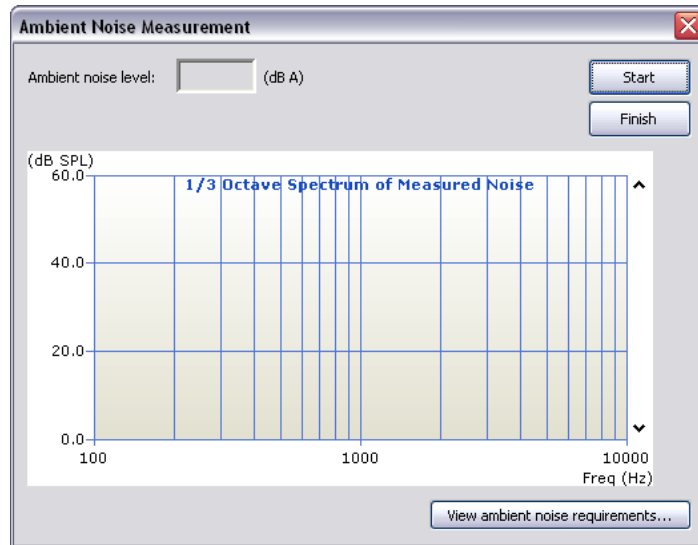 Ambient Noise Measurement
Ambient noise level: (dB A)
Start
Finish
(dB SPL)
1/3 Octave Spectrum of Measured Noise
60.0
40.0
20.0
0.0
100 1000 10000
Freq (Hz)
View ambient noise requirements...